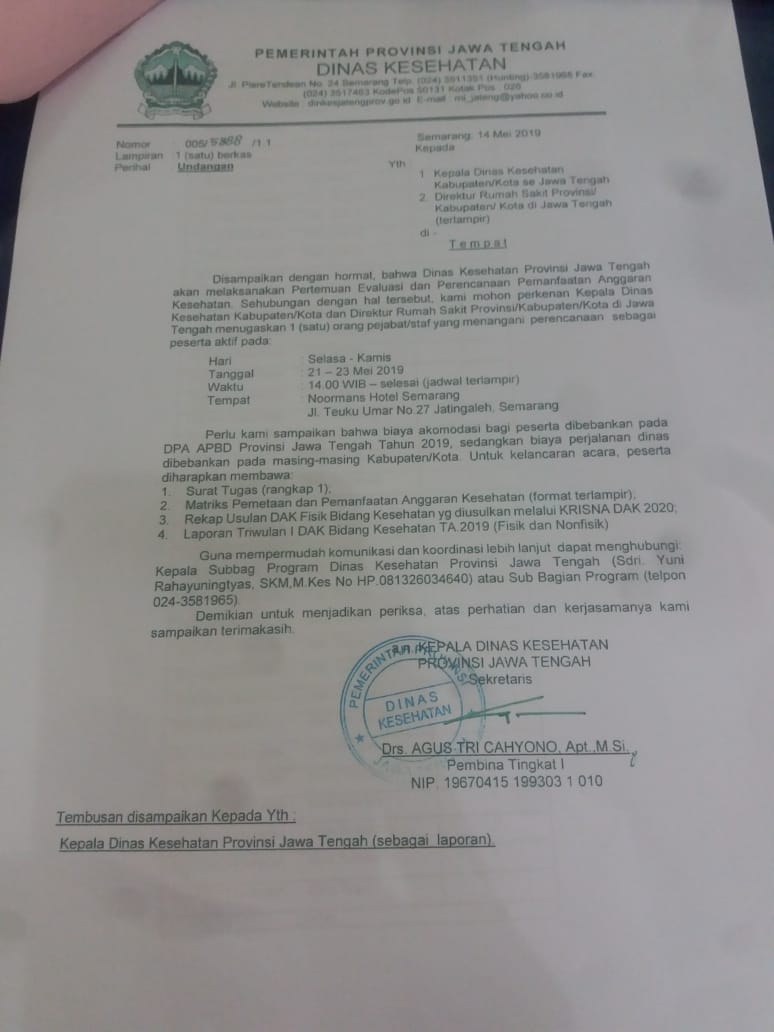 PEMERINTAH PROVINSI JAWA TENGAH
DINAS KESEHATAN
Jl. PiereTendean No. 24 Semarang Telp. (024) 3511351 (Hunting)-3581965 Fax.
(024) 3517463 KodePos 50131 Kotak Pos : 026
Website : dinkesjatengprov.go.id E-mail : mi_jateng@yahoo.co.id
Semarang, 14 Mei 2019
Kepada
Nomor : 005/ /1.1
Lampiran : 1 (satu) berkas
Perihal : Undangan
Yth :
1. Kepala Dinas Kesehatan
Kabupaten/Kota se Jawa Tengah
2. Direktur Rumah Sakit Provinsi/
Kabupaten/ Kota di Jawa Tengah
(terlampir)
di -
Tempat
Disampaikan dengan hormat, bahwa Dinas Kesehatan Provinsi Jawa Tengah
akan melaksanakan Pertemuan Evaluasi dan Perencanaan Pemanfaatan Anggaran
Kesehatan. Sehubungan dengan hal tersebut, kami mohon perkenan Kepala Dinas
Kesehatan Kabupaten/Kota dan Direktur Rumah Sakit Provinsi/Kabupaten/Kota di Jawa
Tengah menugaskan 1 (satu) orang pejabat/staf yang menangani perencanaan sebagai
peserta aktif pada:
Hari : Selasa - Kamis
Tanggal : 21 – 23 Mei 2019
Waktu : 14.00 WIB – selesai (jadwal terlampir)
Tempat : Noormans Hotel Semarang
Jl. Teuku Umar No.27 Jatingaleh, Semarang
Perlu kami sampaikan bahwa biaya akomodasi bagi peserta dibebankan pada
DPA APBD Provinsi Jawa Tengah Tahun 2019, sedangkan biaya perjalanan dinas
dibebankan pada masing-masing Kabupaten/Kota. Untuk kelancaran acara, peserta
diharapkan membawa:
1. Surat Tugas (rangkap 1);
2. Matriks Pemetaan dan Pemanfaatan Anggaran Kesehatan (format terlampir);
3. Rekap Usulan DAK Fisik Bidang Kesehatan yg diusulkan melalui KRISNA DAK 2020;
4. Laporan Triwulan I DAK Bidang Kesehatan TA.2019 (Fisik dan Nonfisik)
Guna mempermudah komunikasi dan koordinasi lebih lanjut dapat menghubungi:
Kepala Subbag Program Dinas Kesehatan Provinsi Jawa Tengah (Sdri. Yuni
Rahayuningtyas, SKM,M.Kes No HP.081326034640) atau Sub Bagian Program (telpon
024-3581965).
Demikian untuk menjadikan periksa, atas perhatian dan kerjasamanya kami
sampaikan terimakasih.
a.n. KEPALA DINAS KESEHATAN
PROVINSI JAWA TENGAH
Sekretaris
PEMERINTAH PROVINSI
DINAS
KESEHATAN
Drs. AGUS TRI CAHYONO, Apt.,M.Si.
Pembina Tingkat I
NIP. 19670415 199303 1 010
Tembusan disampaikan Kepada Yth :
Kepala Dinas Kesehatan Provinsi Jawa Tengah (sebagai laporan).